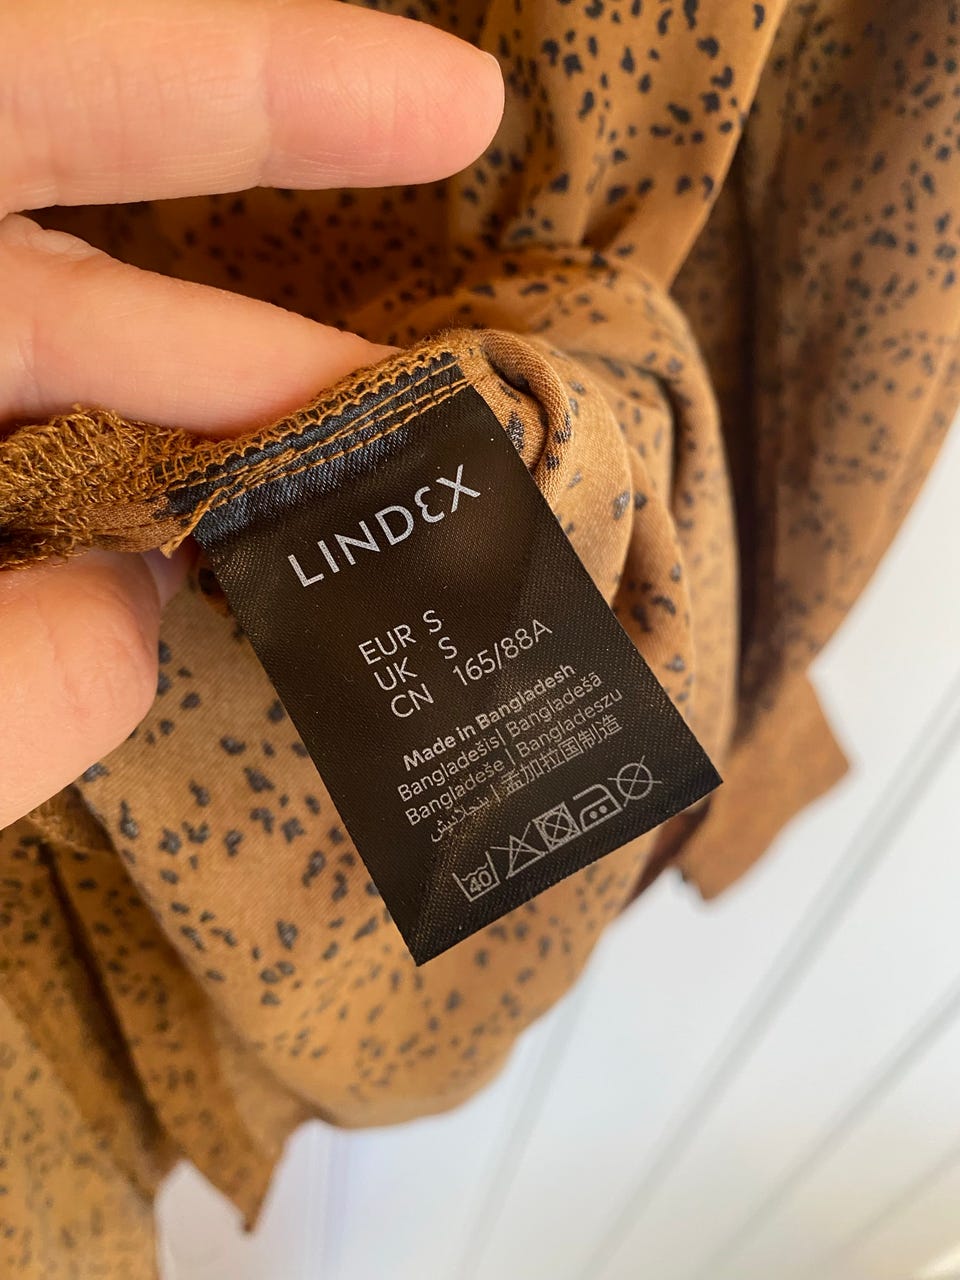 LINDEX
EUR S
UK S
CN 165/88A
Made in Bangladesh
Bangladešis| Bangladešā
Bangladeše | Bangladeszu
بنجلاديش | 孟加拉国制造
40